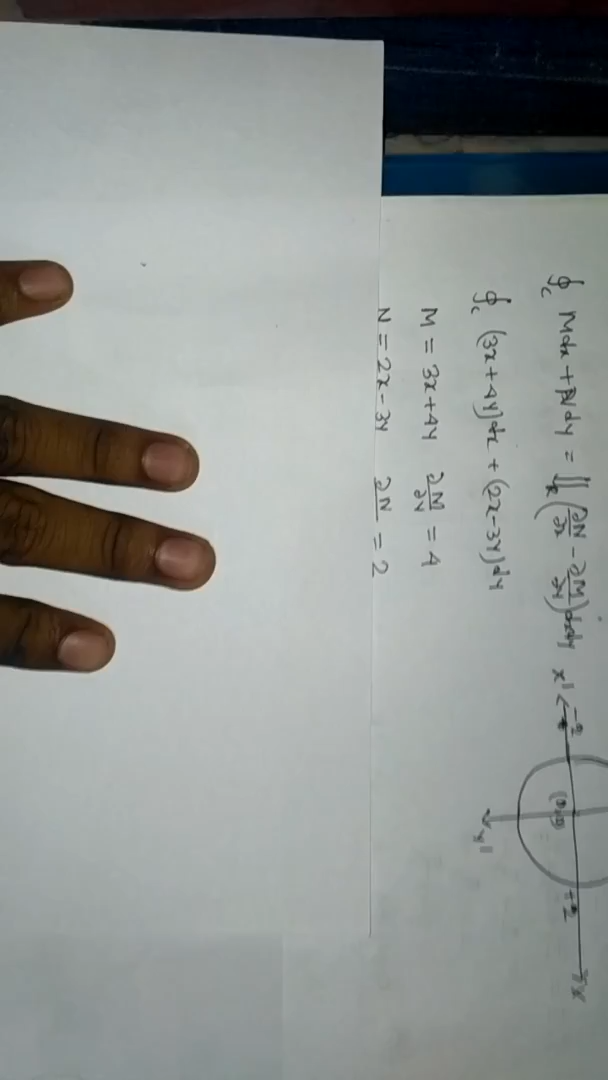 ∮c Mdx + Ndy = ∬R (∂N/∂x - ∂M/∂y) dxdy
∮c (3x+4y)dx + (2x-3y)dy
M = 3x+4y ∂M/∂y = 4
N = 2x-3y ∂N = 2
x' -2 (0,0) +2 x
y'